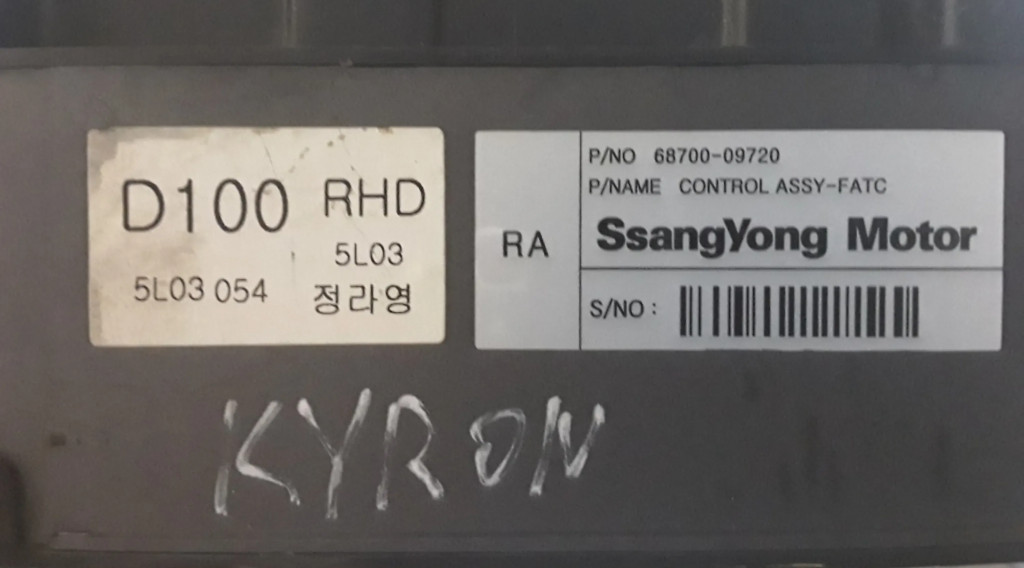 D100 RHD
5L03
5L03 054 정라영
RA
P/NO 68700-09720
P/NAME CONTROL ASSY-FATC
SsangYong Motor
S/NO :
KYRON